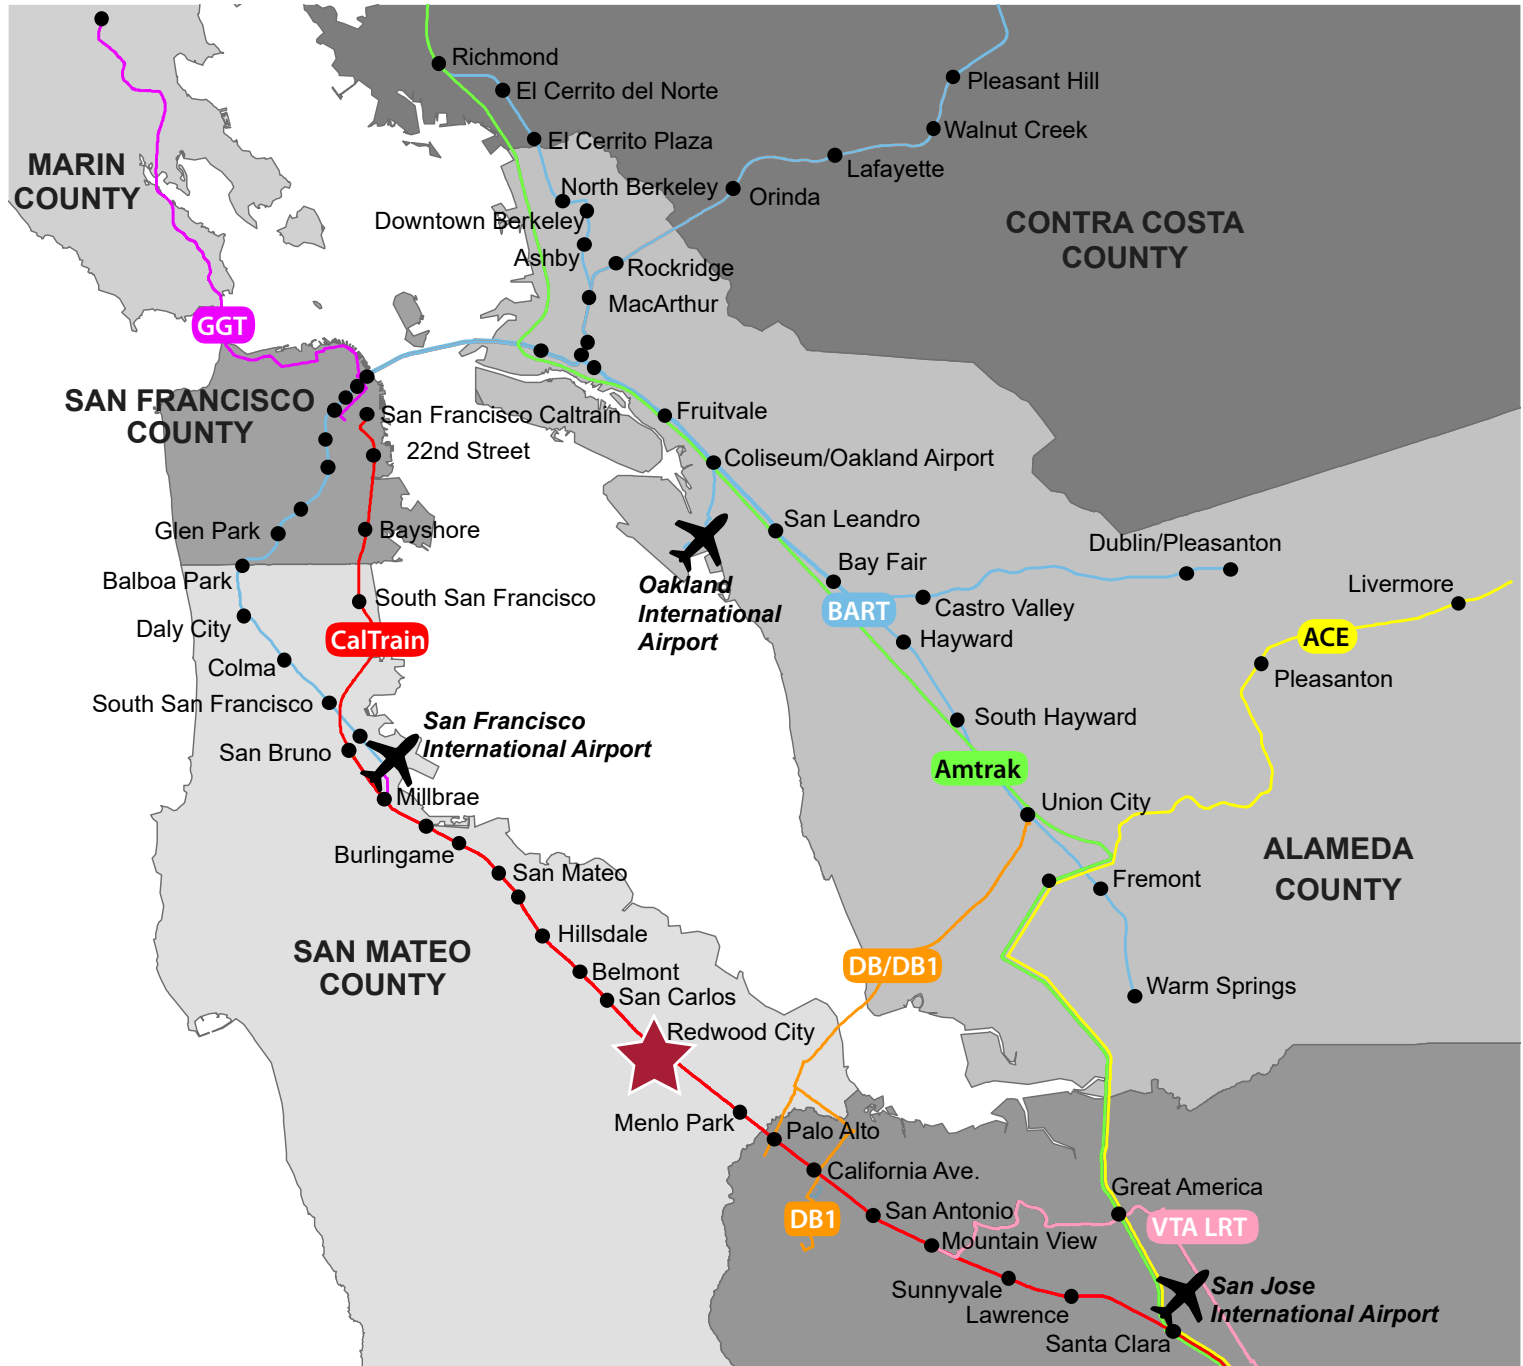 Richmond
El Cerrito del Norte
Pleasant Hill
El Cerrito Plaza
Walnut Creek
MARIN
COUNTY
Lafayette
North Berkeley
Orinda
Downtown Berkeley
CONTRA COSTA
COUNTY
Ashby
Rockridge
MacArthur
GGT
SAN FRANCISCO
COUNTY
San Francisco Caltrain
Fruitvale
22nd Street
Coliseum/Oakland Airport
Glen Park
Bayshore
San Leandro
Dublin/Pleasanton
Bay Fair
Balboa Park
Livermore
Oakland
International
Airport
South San Francisco
BART
Castro Valley
Daly City
CalTrain
Hayward
ACE
Colma
Pleasanton
South San Francisco
San Francisco
International Airport
South Hayward
San Bruno
Amtrak
Millbrae
Union City
Burlingame
ALAMEDA
COUNTY
San Mateo
Fremont
Hillsdale
SAN MATEO
COUNTY
DB/DB1
Belmont
Warm Springs
San Carlos
Redwood City
Menlo Park
Palo Alto
California Ave.
Great America
San Antonio
DB1
VTA LRT
Mountain View
Sunnyvale
San Jose
International Airport
Lawrence
Santa Clara